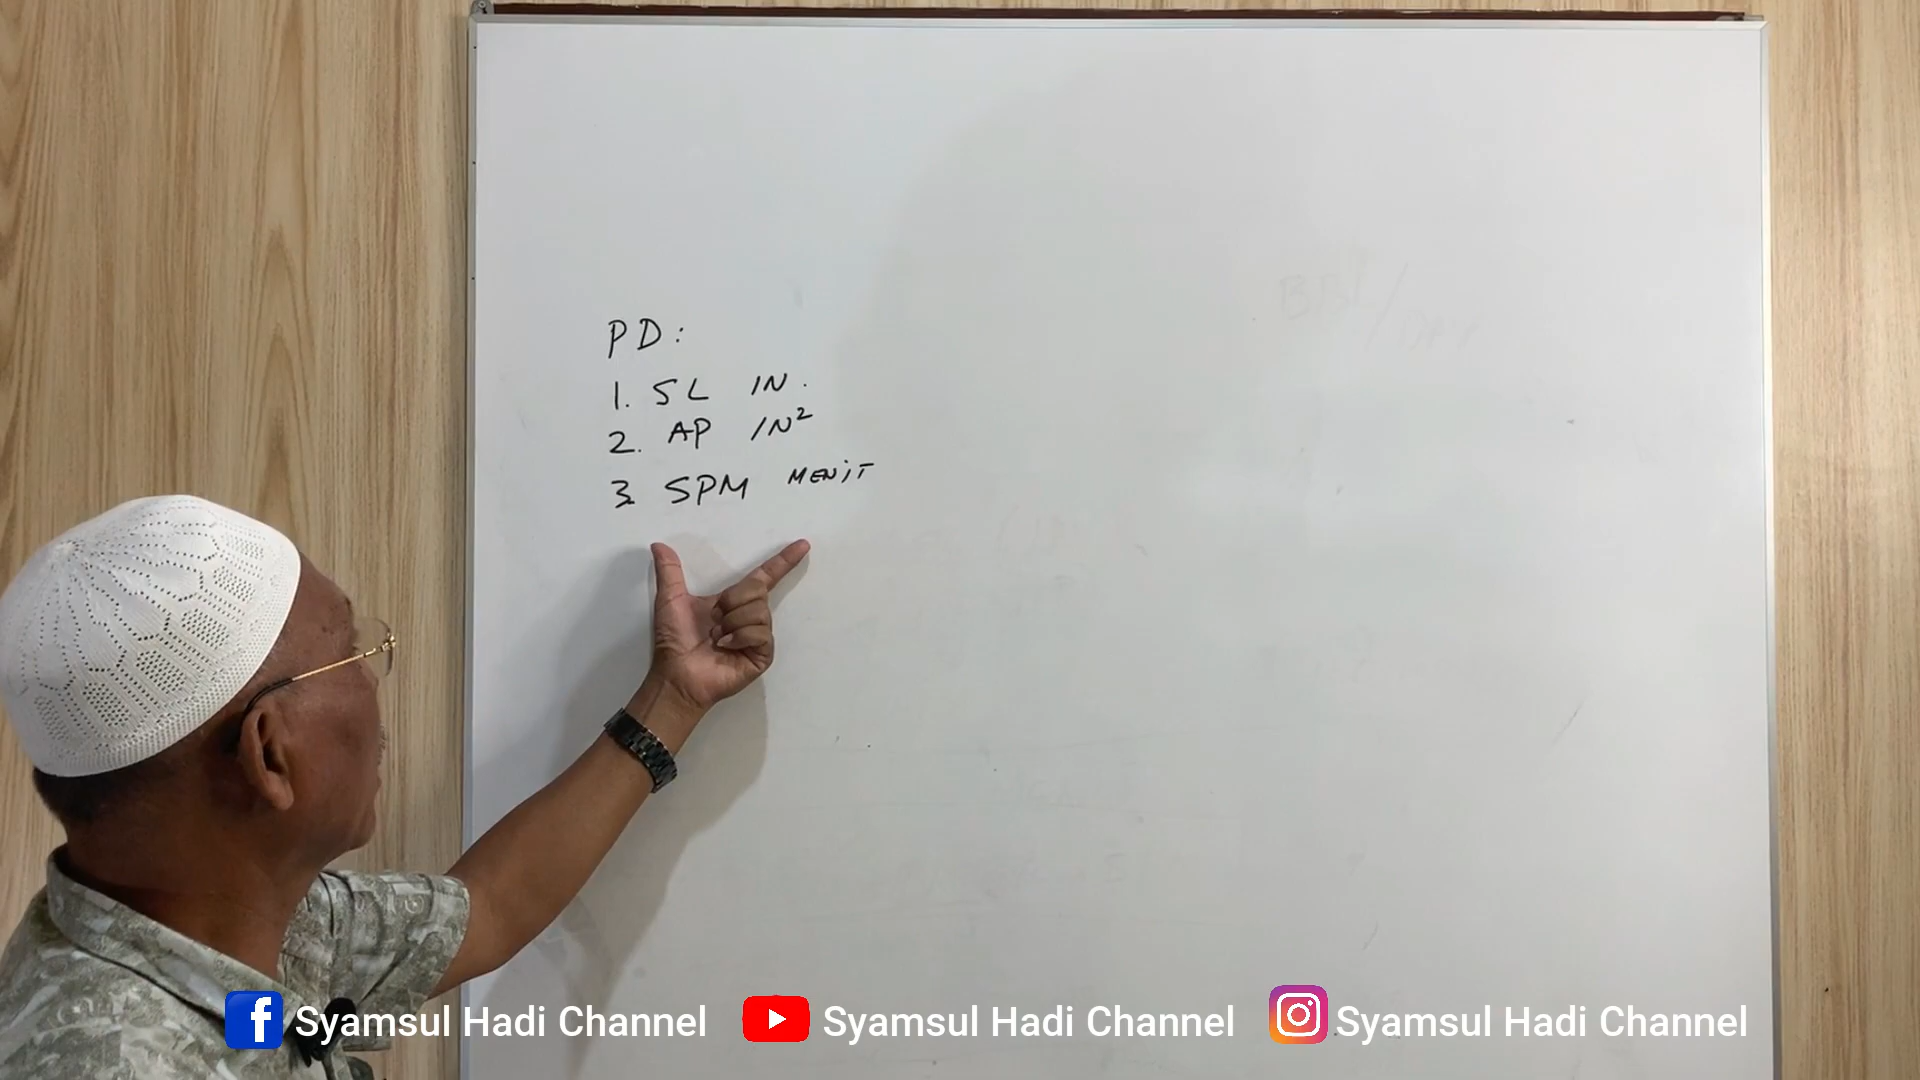 PD:
1. SL IN.
2. AP IN²
3. SPM MENIT
BBL/
Syamsul Hadi Channel Syamsul Hadi Channel Syamsul Hadi Channel